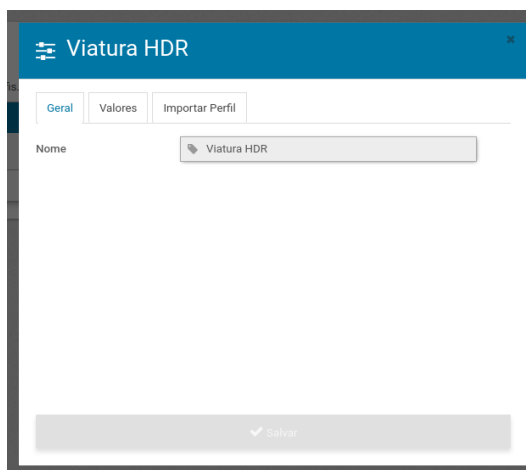 Viatura HDR
Geral
Valores
Importar Perfil
Nome
Viatura HDR
Salvar